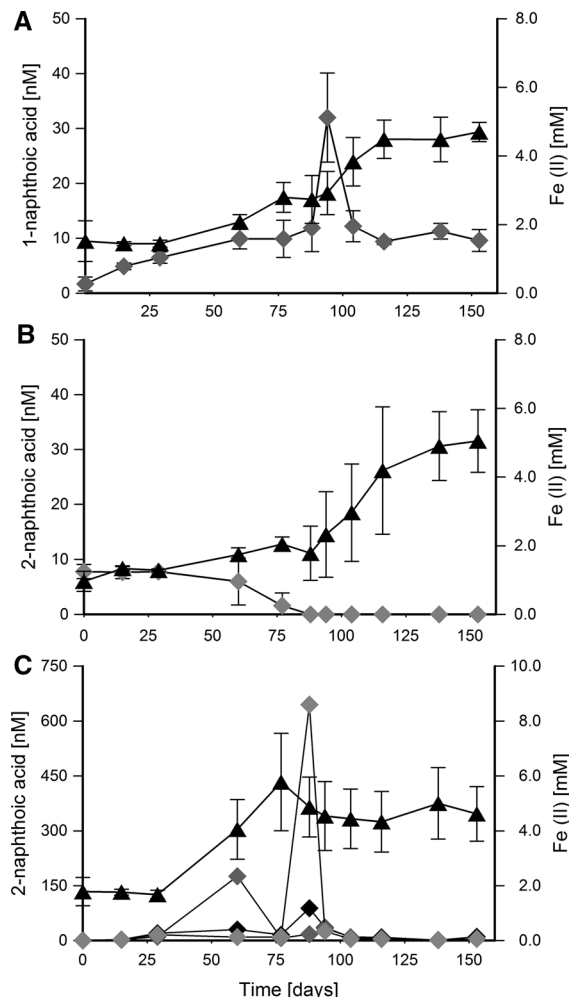 A
50
40
30
20
10
0
1-naphthoic acid [nM]
8.0
6.0
4.0
2.0
0.0
Fe (II) [mM]
25 50 75 100 125 150
B
50
40
30
20
10
0
2-naphthoic acid [nM]
8.0
6.0
4.0
2.0
0.0
Fe (II) [mM]
0 25 50 75 100 125 150
C
750
600
450
300
150
0
2-naphthoic acid [nM]
10.0
8.0
6.0
4.0
2.0
0.0
Fe (II) [mM]
0 25 50 75 100 125 150
Time [days]